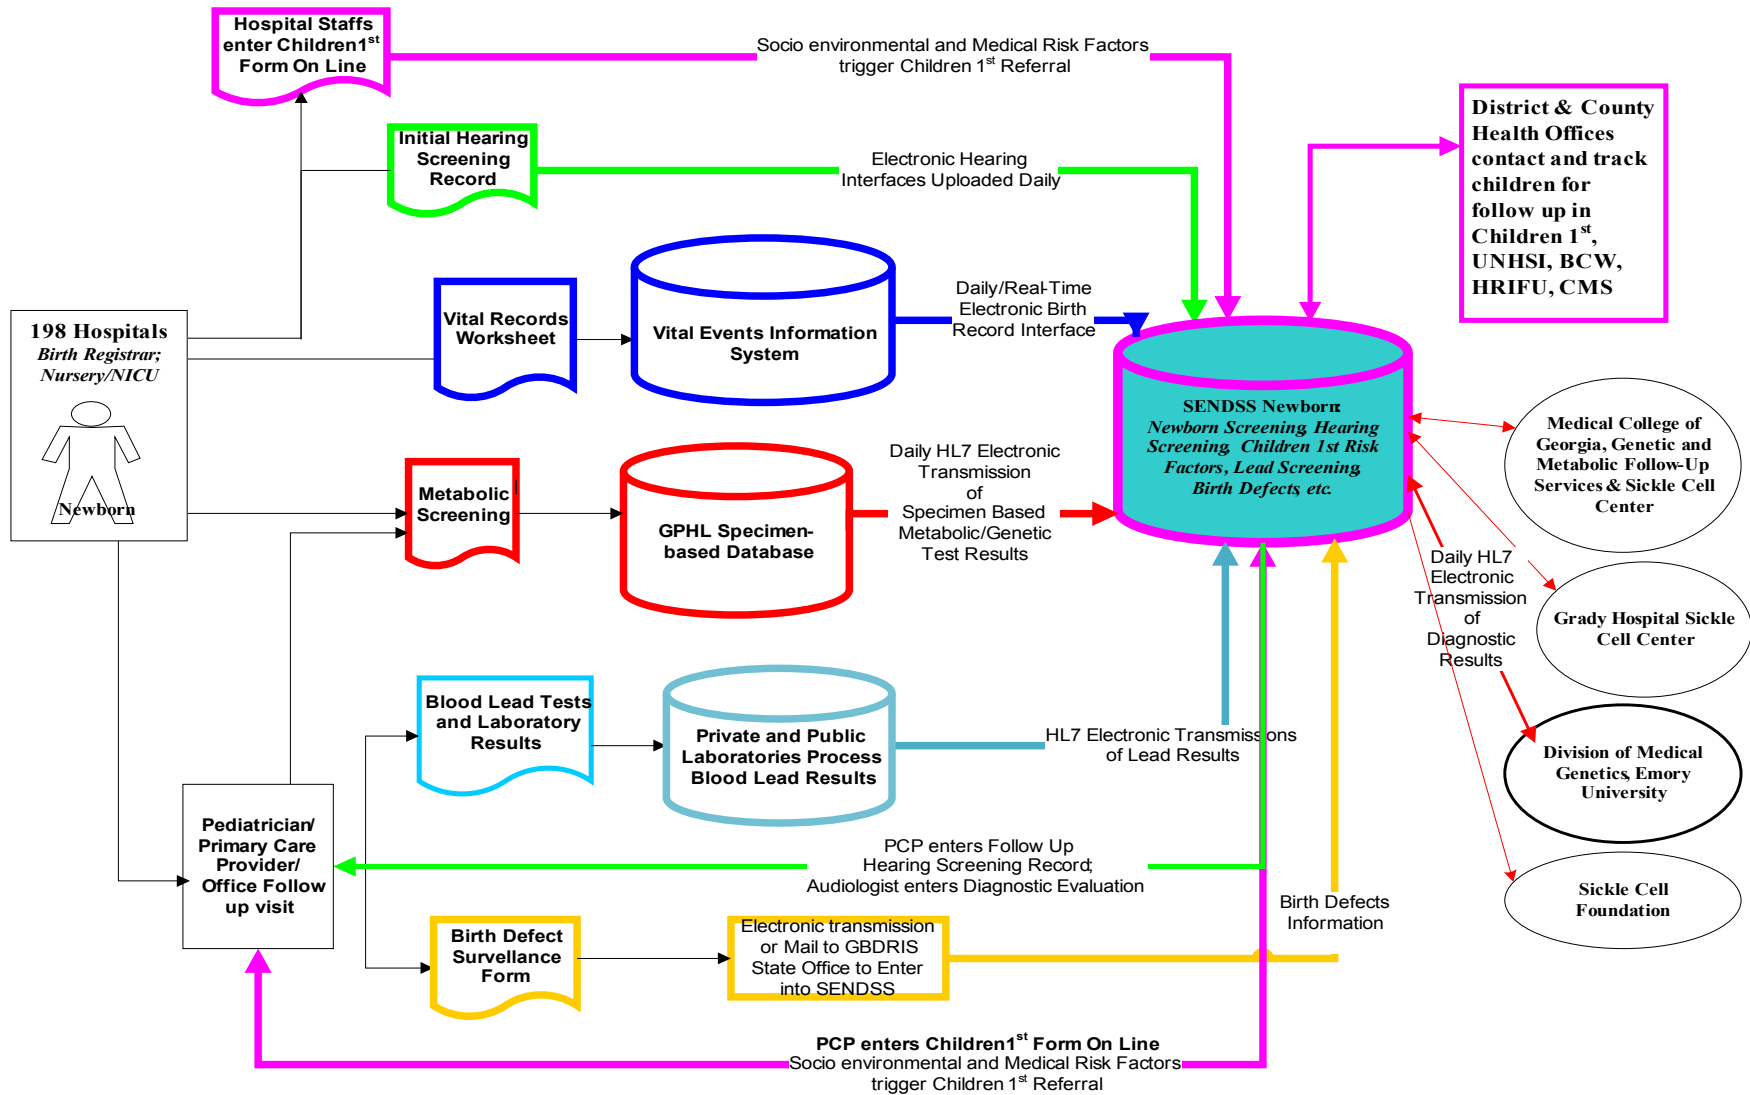 Hospital Staffs
enter Children1st
Form On Line
Socio environmental and Medical Risk Factors
trigger Children 1st Referral
District & County
Health Offices
contact and track
children for
follow up in
Children 1st,
UNHSI, BCW,
HRIFU, CMS
Initial Hearing
Screening
Record
Electronic Hearing
Interfaces Uploaded Daily
198 Hospitals
Birth Registrar;
Nursery/NICU
Newborn
Vital Records
Worksheet
Vital Events Information
System
Daily/Real-Time
Electronic Birth
Record Interface
SENDSS Newborn:
Newborn Screening, Hearing
Screening, Children 1st Risk
Factors, Lead Screening,
Birth Defects, etc.
Medical College of
Georgia, Genetic and
Metabolic Follow-Up
Services & Sickle Cell
Center
Metabolic
Screening
GPHL Specimen-
based Database
Daily HL7 Electronic
Transmission
of
Specimen Based
Metabolic/Genetic
Test Results
Daily HL7
Electronic
Transmission
of
Diagnostic
Results
Grady Hospital Sickle
Cell Center
Blood Lead Tests
and Laboratory
Results
Private and Public
Laboratories Process
Blood Lead Results
HL7 Electronic Transmissions
of Lead Results
Division of Medical
Genetics, Emory
University
Pediatrician/
Primary Care
Provider/
Office Follow
up visit
PCP enters Follow Up
Hearing Screening Record;
Audiologist enters Diagnostic Evaluation
Birth Defects
Information
Sickle Cell
Foundation
Birth Defect
Survellance
Form
Electronic transmission
or Mail to GBDRIS
State Office to Enter
into SENDSS
PCP enters Children1st Form On Line
Socio environmental and Medical Risk Factors
trigger Children 1st Referral